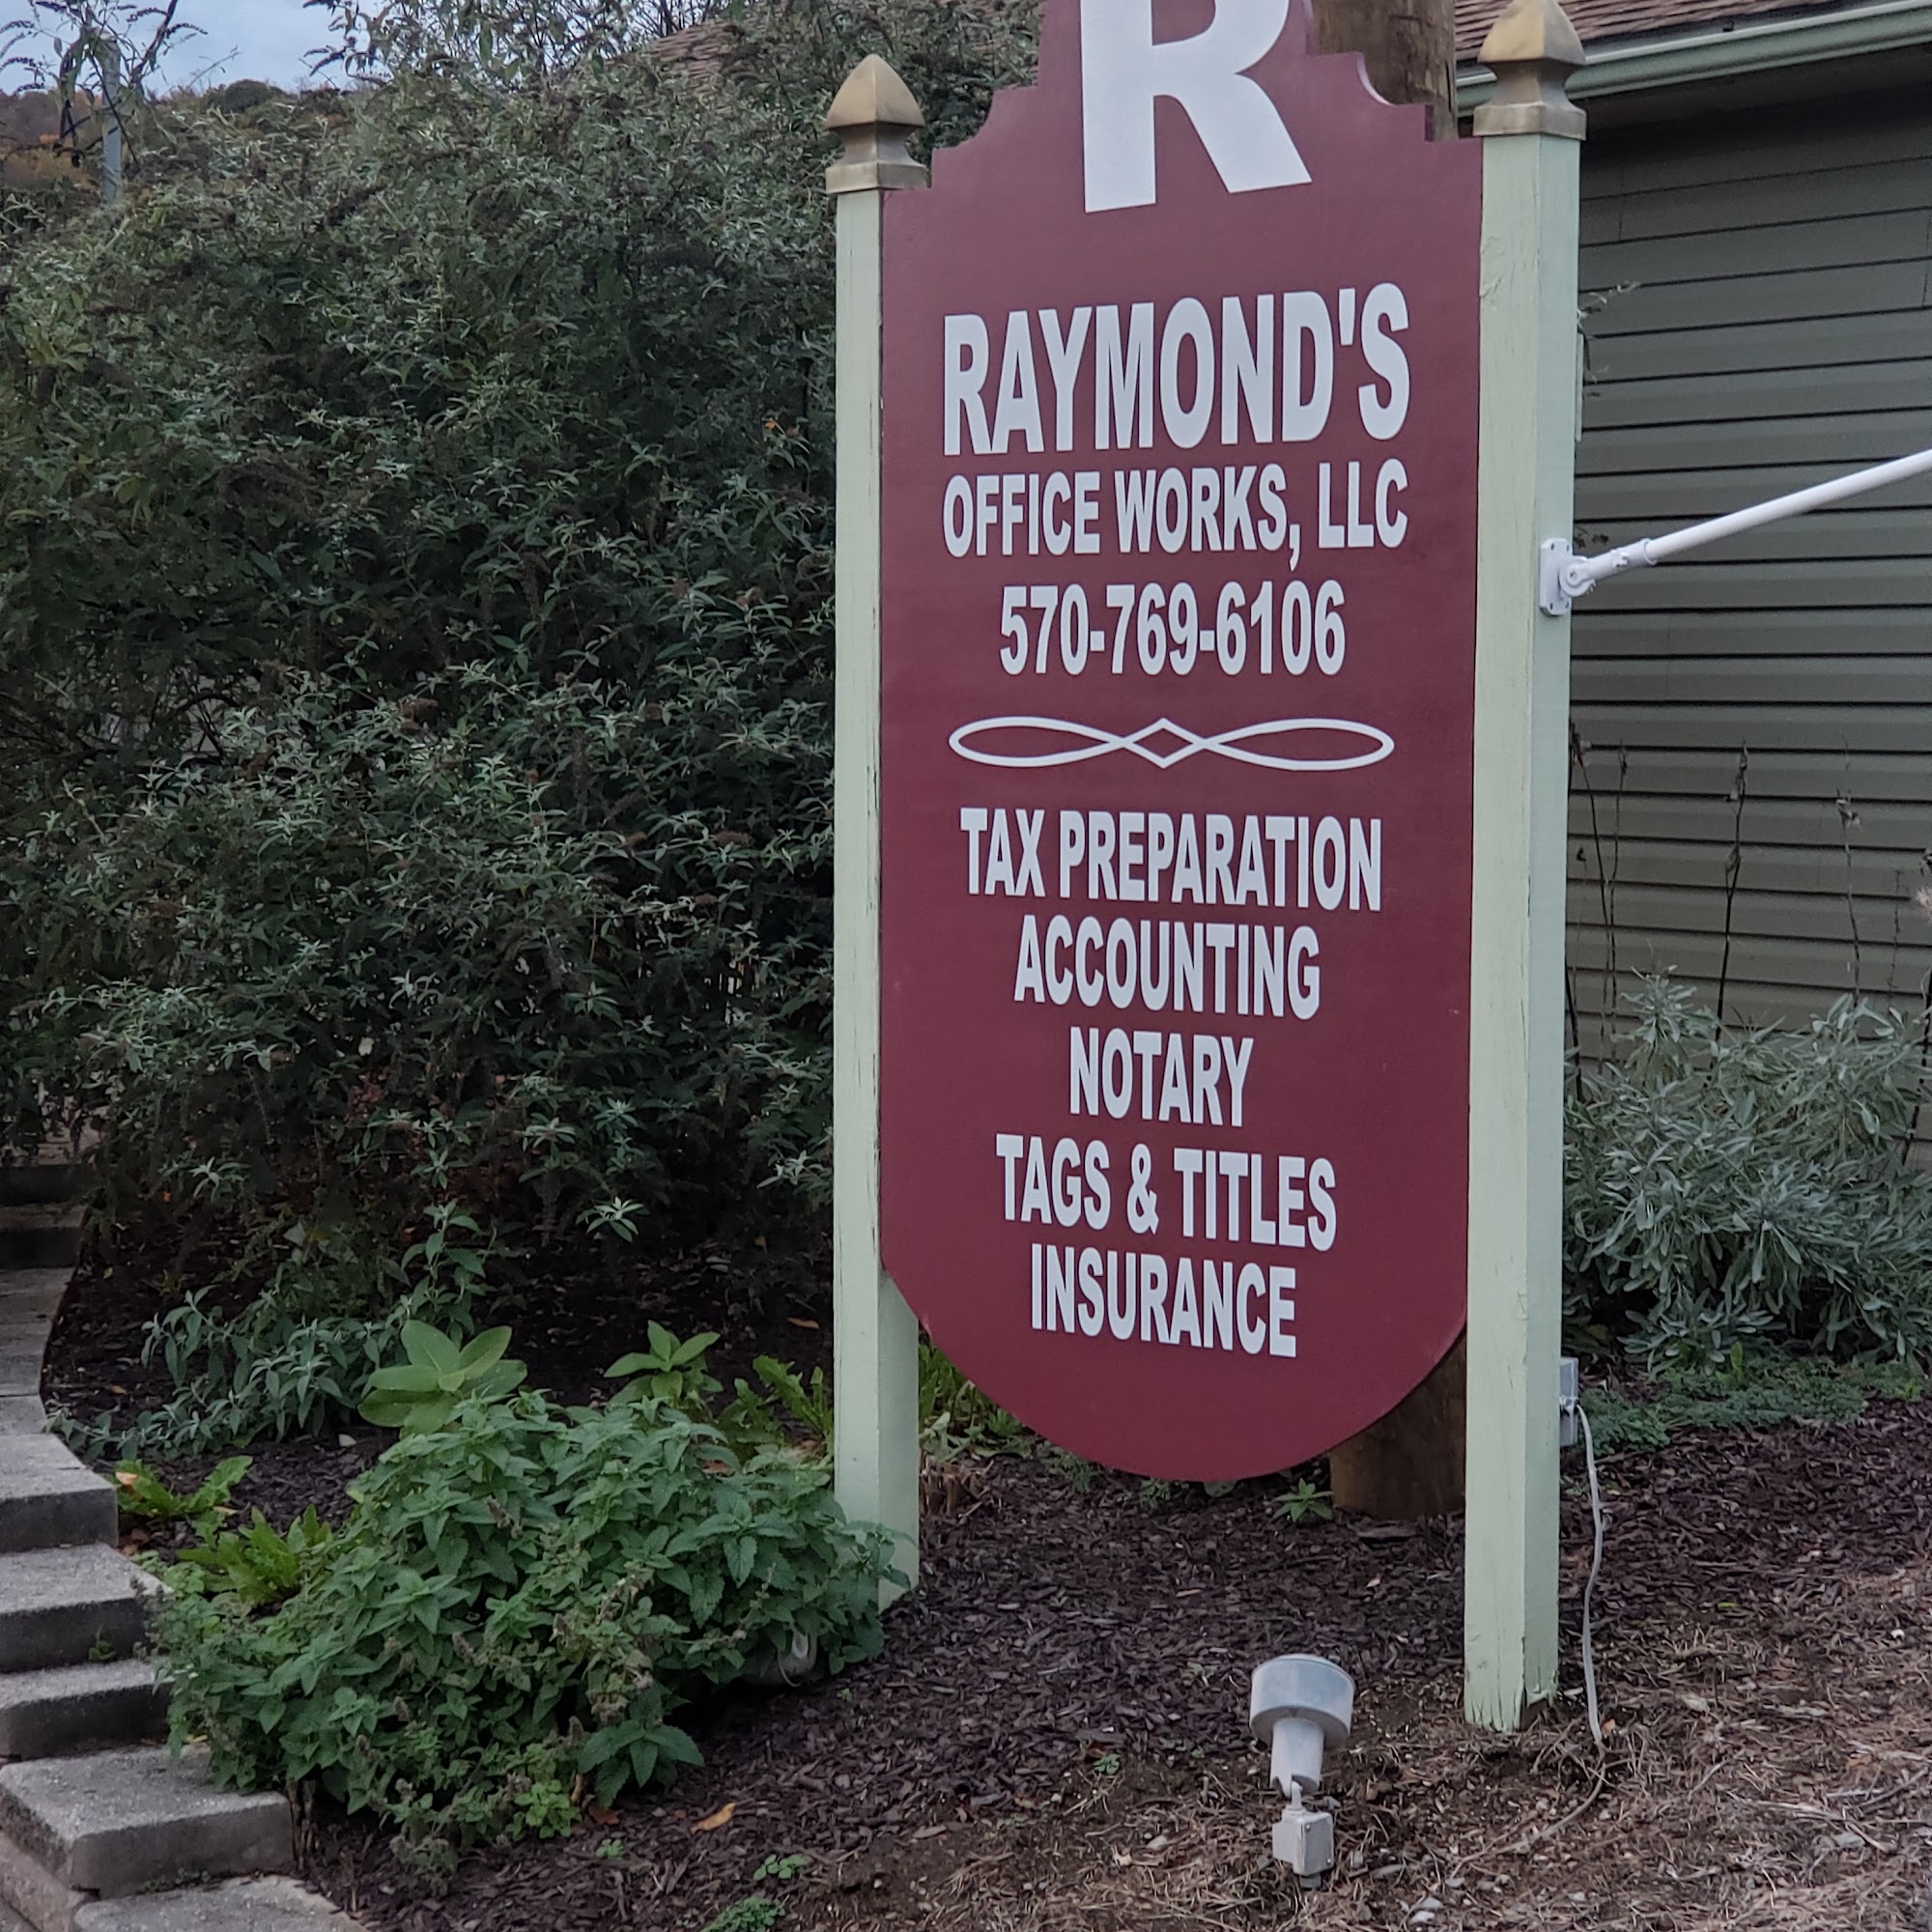 R
RAYMOND'S
OFFICE WORKS, LLC
570-769-6106
TAX PREPARATION
ACCOUNTING
NOTARY
TAGS & TITLES
INSURANCE